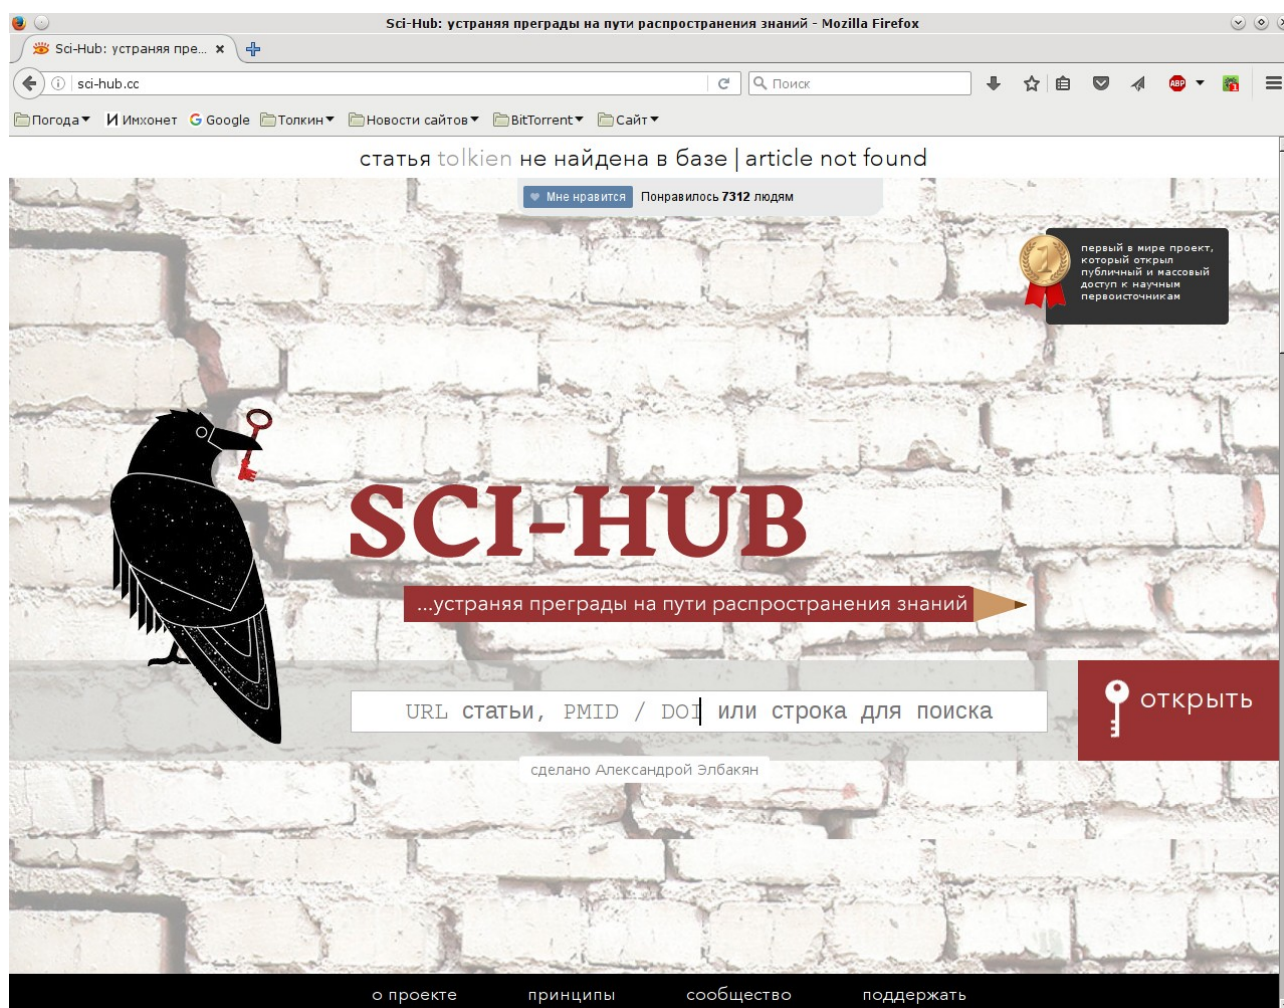 Sci-Hub: устраняя преграды на пути распространения знаний - Mozilla Firefox
Sci-Hub: устраняя пре...
sci-hub.cc
Поиск
ABP
1
Погода
И Имхонет
G Google
Толкин
Новости сайтов
BitTorrent
Сайт
статья tolkien не найдена в базе | article not found
Мне нравится
Понравилось 7312 людям
1
первый в мире проект,
который открыл
публичный и массовый
доступ к научным
первоисточникам
SCI-HUB
...устраняя преграды на пути распространения знаний
URL статьи, PMID / DOI или строка для поиска
открыть
сделано Александрой Элбакян
о проекте
принципы
сообщество
поддержать